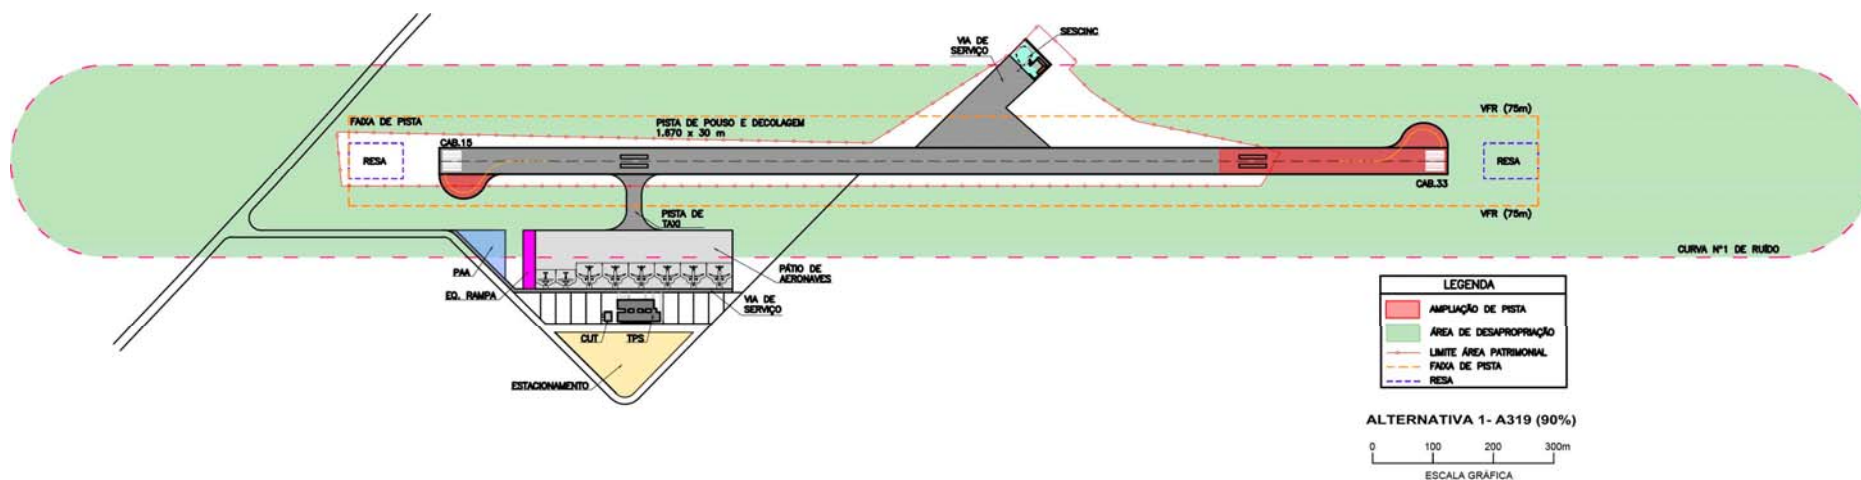 VIA DE
SERVIÇO
SESCINC
VFR (75m)
FAIXA DE PISTA
PISTA DE POUSO E DECOLAGEM
1.670 x 30 m
CAB.15
RESA
RESA
CAB.33
PISTA DE
TAXI
VFR (75m)
CURVA Nº1 DE RUÍDO
PAA
PÁTIO DE
AERONAVES
EQ. RAMPA
VIA DE
SERVIÇO
CUT
TPS
ESTACIONAMENTO
LEGENDA
AMPLIAÇÃO DE PISTA
ÁREA DE DESAPROPRIAÇÃO
LIMITE ÁREA PATRIMONIAL
FAIXA DE PISTA
RESA
ALTERNATIVA 1- A319 (90%)
0 100 200 300m
ESCALA GRÁFICA